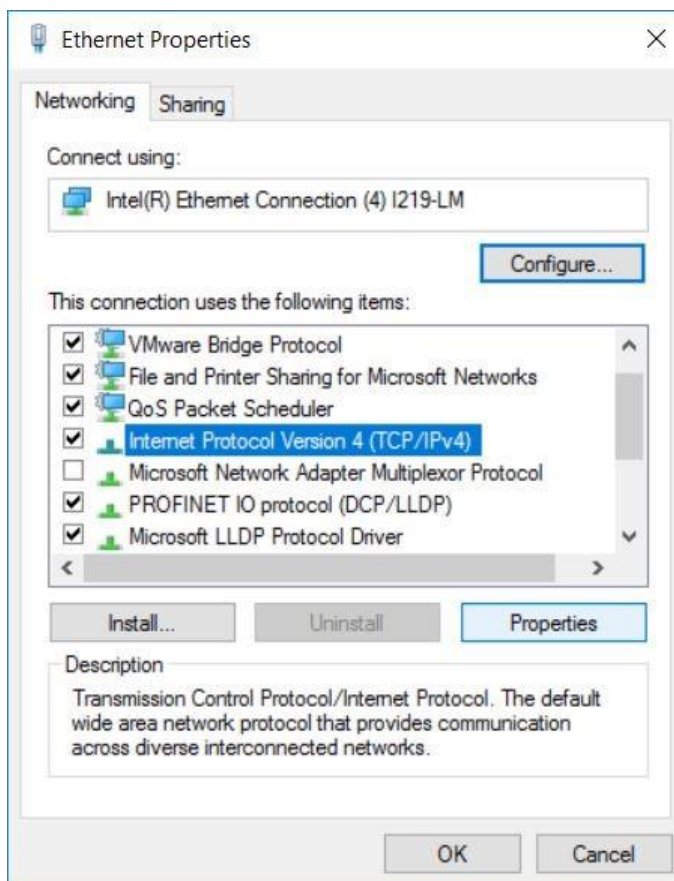 Ethernet Properties
Networking
Sharing
Connect using:
Intel(R) Ethernet Connection (4) I219-LM
Configure...
This connection uses the following items:
VMware Bridge Protocol
File and Printer Sharing for Microsoft Networks
QoS Packet Scheduler
Internet Protocol Version 4 (TCP/IPv4)
Microsoft Network Adapter Multiplexor Protocol
PROFINET IO protocol (DCP/LLDP)
Microsoft LLDP Protocol Driver
Install...
Uninstall
Properties
Description
Transmission Control Protocol/Internet Protocol. The default
wide area network protocol that provides communication
across diverse interconnected networks.
OK
Cancel